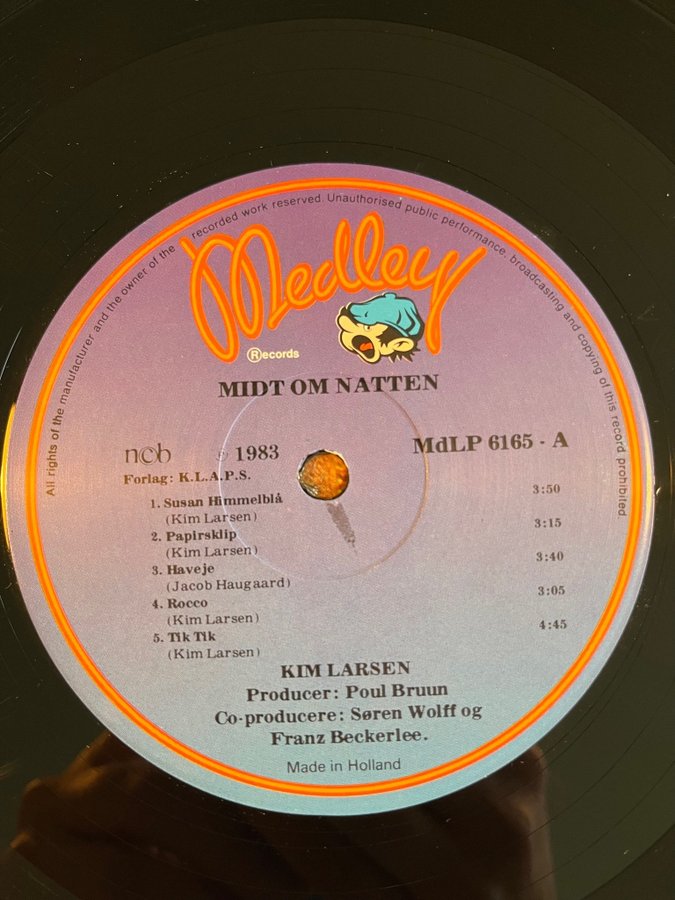 All rights of the manufacturer and the owner of the recorded work reserved. Unauthorised public performance, broadcasting and copying of this record prohibited
Medley
Records
MIDT OM NATTEN
ncb
℗ 1983
MdLP 6165 - A
Forlag: K.L.A.P.S.
1. Susan Himmelblå 3:50
(Kim Larsen)
2. Papirsklip 3:15
(Kim Larsen)
3. Haveje 3:40
(Jacob Haugaard)
4. Rocco 3:05
(Kim Larsen)
5. Tik Tik 4:45
(Kim Larsen)
KIM LARSEN
Producer: Poul Bruun
Co-producere: Søren Wolff og
Franz Beckerlee.
Made in Holland